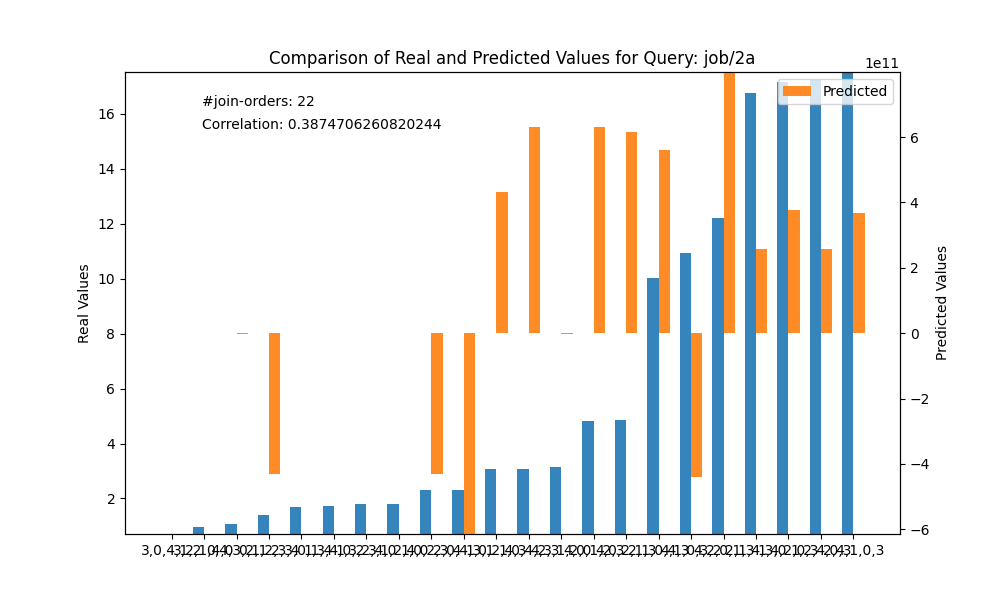 Comparison of Real and Predicted Values for Query: job/2a
1e11
#join-orders: 22
Correlation: 0.3874706260820244
Predicted
Real Values
16
14
12
10
8
6
4
2
Predicted Values
6
4
2
0
−2
−4
−6